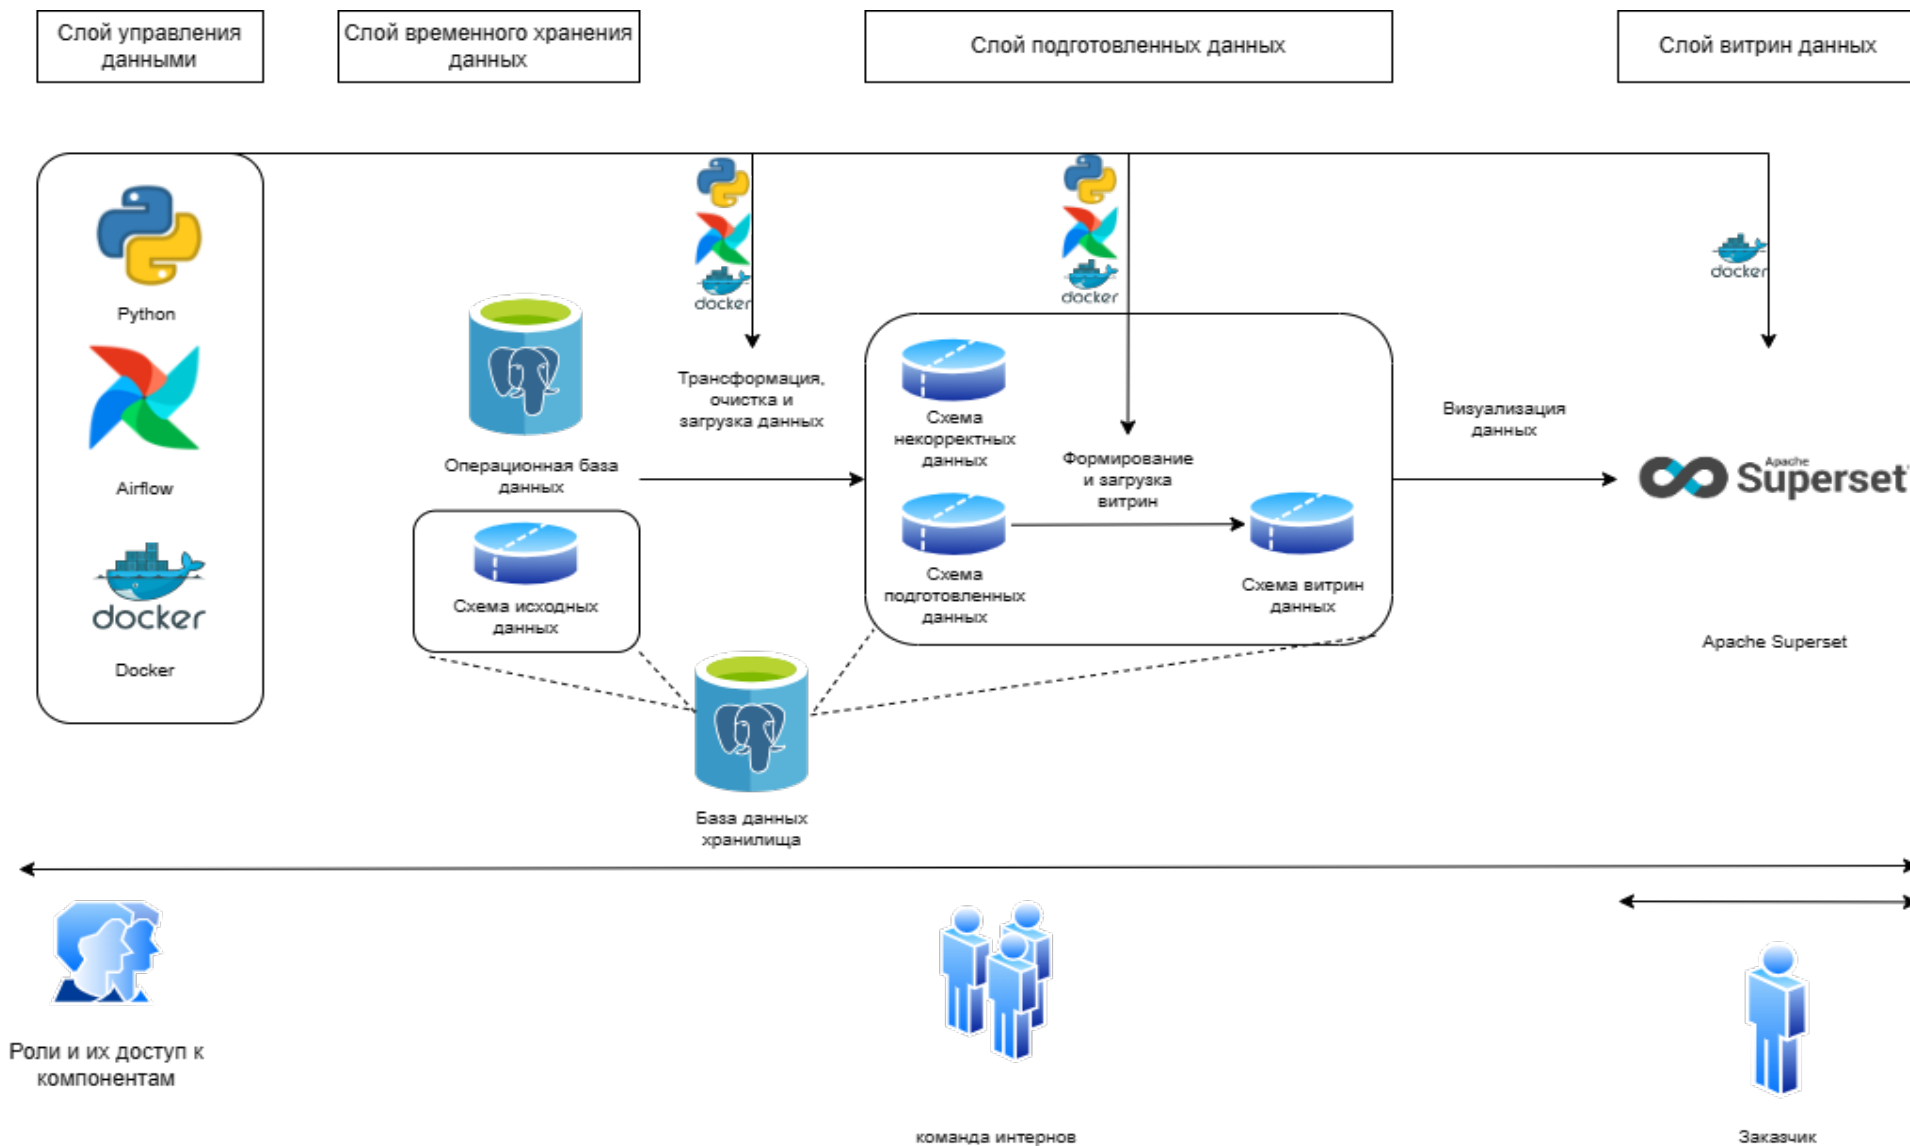 Слой управления
данными
Слой временного хранения
данных
Слой подготовленных данных
Слой витрин данных
Python
Airflow
docker
Docker
docker
docker
docker
Операционная база
данных
Схема исходных
данных
Трансформация,
очистка и
загрузка данных
База данных
хранилища
Схема
некорректных
данных
Схема
подготовленных
данных
Формирование
и загрузка
витрин
Схема витрин
данных
Визуализация
данных
Apache
Superset
Apache Superset
Роли и их доступ к
компонентам
команда интернов
Заказчик